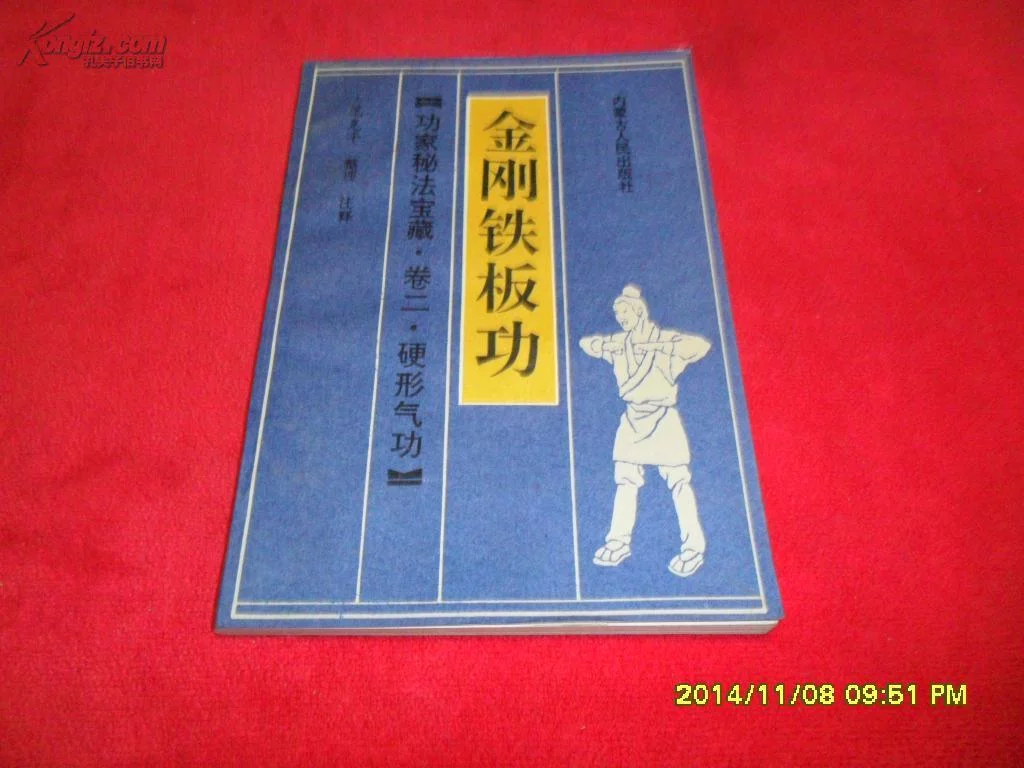 Kongfz.com
孔夫子旧书网
内蒙古人民出版社
金刚铁板功
【功家秘法宝藏·卷二·硬形气功】
整理 注释
2014/11/08 09:51 PM